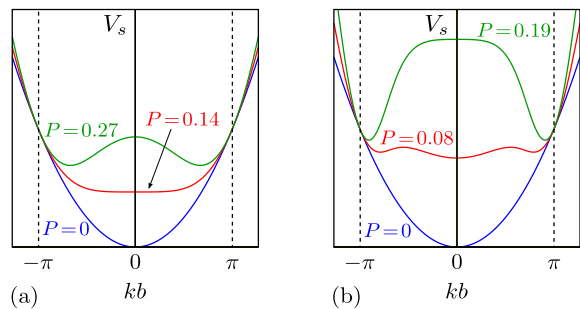 V_s
P=0.27
P=0.14
P=0
−π 0 π
(a) kb
V_s
P=0.19
P=0.08
P=0
−π 0 π
(b) kb